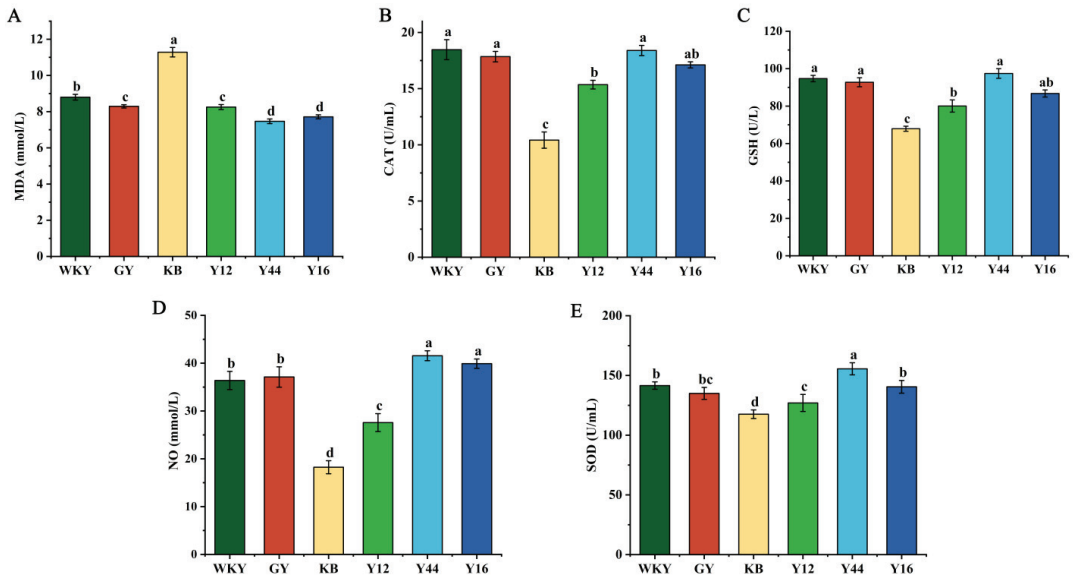 A
MDA (mmol/L)
12
10
8
6
4
2
0
b
c
a
c
d
d
WKY GY KB Y12 Y44 Y16
B
CAT (U/mL)
20
15
10
5
0
a
a
c
b
a
ab
WKY GY KB Y12 Y44 Y16
C
GSH (U/L)
120
100
80
60
40
20
0
a
a
c
b
a
ab
WKY GY KB Y12 Y44 Y16
D
NO (mmol/L)
50
40
30
20
10
0
b
b
d
c
a
a
WKY GY KB Y12 Y44 Y16
E
SOD (U/mL)
200
150
100
50
0
b
bc
d
c
a
b
WKY GY KB Y12 Y44 Y16